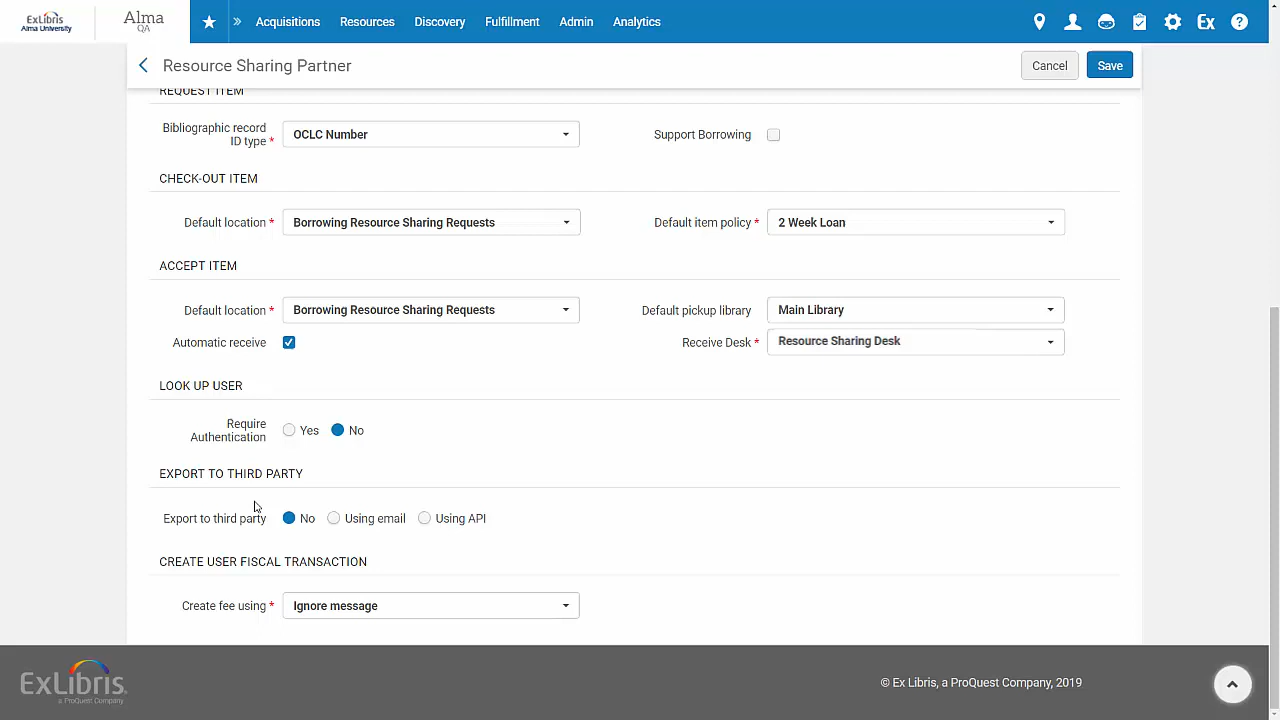 ExLibris
Alma University
Alma
QA
Acquisitions
Resources
Discovery
Fulfillment
Admin
Analytics
Ex
?
Resource Sharing Partner
Cancel
Save
REQUEST ITEM
Bibliographic record
ID type *
OCLC Number
Support Borrowing
CHECK-OUT ITEM
Default location *
Borrowing Resource Sharing Requests
Default item policy *
2 Week Loan
ACCEPT ITEM
Default location *
Borrowing Resource Sharing Requests
Default pickup library
Main Library
Automatic receive
Receive Desk *
Resource Sharing Desk
LOOK UP USER
Require
Authentication
Yes
No
EXPORT TO THIRD PARTY
Export to third party
No
Using email
Using API
CREATE USER FISCAL TRANSACTION
Create fee using *
Ignore message
ExLibris
a ProQuest Company
© Ex Libris, a ProQuest Company, 2019